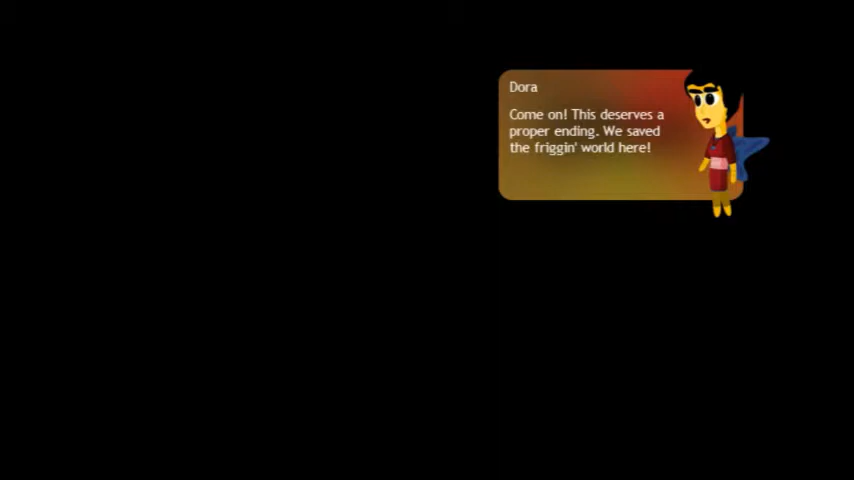 Dora
Come on! This deserves a
proper ending. We saved
the friggin' world here!